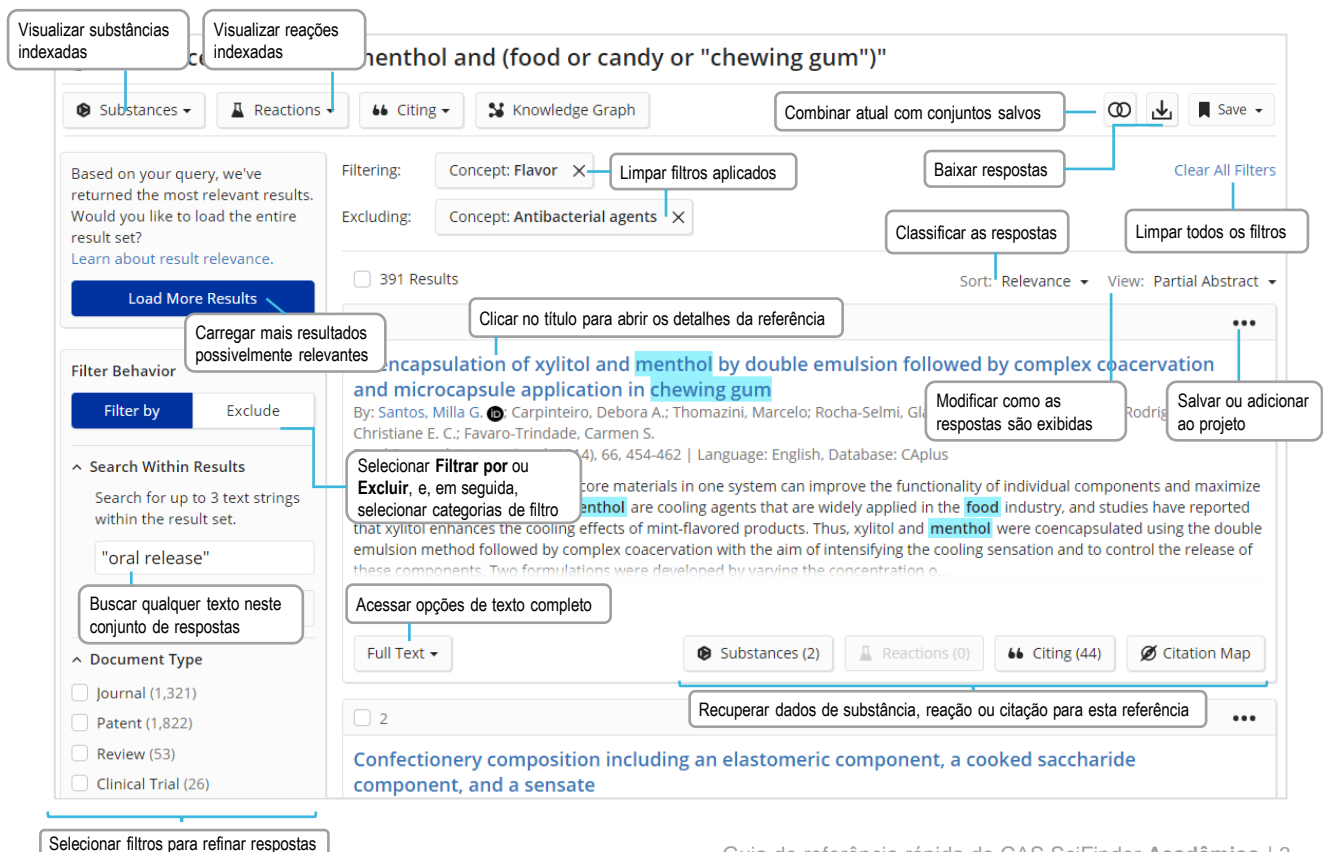 Visualizar substâncias
indexadas
Visualizar reações
indexadas
menthol and (food or candy or "chewing gum")"
Substances
Reactions
Citing
Knowledge Graph
Combinar atual com conjuntos salvos
Save
Based on your query, we've
returned the most relevant results.
Would you like to load the entire
result set?
Learn about result relevance.
Load More Results
Carregar mais resultados
possivelmente relevantes
Filtering:
Concept: Flavor
Limpar filtros aplicados
Baixar respostas
Clear All Filters
Excluding:
Concept: Antibacterial agents
Classificar as respostas
Limpar todos os filtros
391 Results
Sort: Relevance
View: Partial Abstract
Clicar no título para abrir os detalhes da referência
encapsulation of xylitol and menthol by double emulsion followed by complex coacervation
and microcapsule application in chewing gum
By: Santos, Milla G.; Carpinteiro, Debora A.; Thomazini, Marcelo; Rocha-Selmi,
Christiane E. C.; Favaro-Trindade, Carmen S.
66, 454-462 | Language: English, Database: CAplus
Modificar como as
respostas são exibidas
Salvar ou adicionar
ao projeto
Filter Behavior
Filter by
Exclude
Selecionar Filtrar por ou
Excluir, e, em seguida,
selecionar categorias de filtro
core materials in one system can improve the functionality of individual components and maximize
are cooling agents that are widely applied in the food industry, and studies have reported
that xylitol enhances the cooling effects of mint-flavored products. Thus, xylitol and menthol were coencapsulated using the double
emulsion method followed by complex coacervation with the aim of intensifying the cooling sensation and to control the release of
these components. Two formulations were developed by varying the concentration o...
Search Within Results
Search for up to 3 text strings
within the result set.
"oral release"
Buscar qualquer texto neste
conjunto de respostas
Acessar opções de texto completo
Full Text
Substances (2)
Reactions (0)
Citing (44)
Citation Map
Recuperar dados de substância, reação ou citação para esta referência
Document Type
Journal (1,321)
Patent (1,822)
Review (53)
Clinical Trial (26)
2
Confectionery composition including an elastomeric component, a cooked saccharide
component, and a sensate
Selecionar filtros para refinar respostas